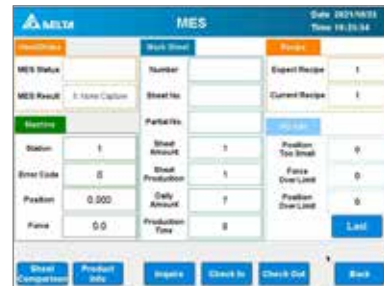 DELTA
MES
Date 2021/10/22
Time 10:25:54
Work Sheet
Recipe
MES Status
Number
Expect Recipe 1
MES Result
Sheet No.
Current Recipe 1
Machine
Partial No.
Station 1
Sheet Amount 1
Position Too Small 0
Error Code 0
Sheet Production 1
Force Over Limit 0
Position 0.000
Daily Amount 7
Position Over Limit 0
Force 0.0
Production Time 8
Last
Sheet Comparison
Product Info
Inquire
Check In
Check Out
Back